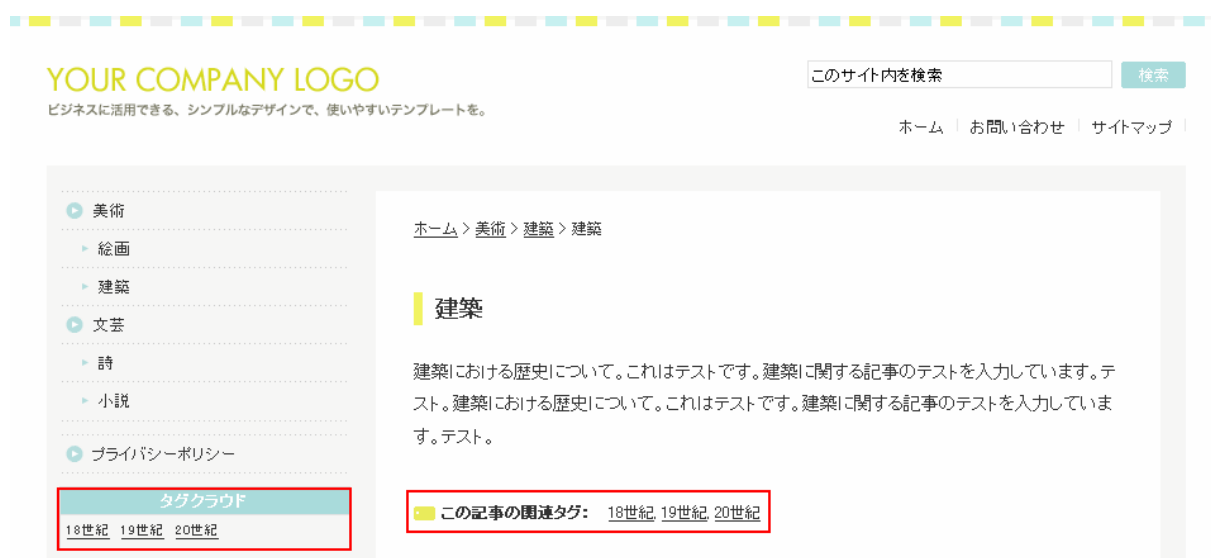 YOUR COMPANY LOGO
ビジネスに活用できる、シンプルなデザインで、使いやすいテンプレートを。
このサイト内を検索 検索
ホーム お問い合わせ サイトマップ
美術
絵画
建築
文芸
詩
小説
プライバシーポリシー
タグクラウド
18世紀 19世紀 20世紀
ホーム > 美術 > 建築 > 建築
建築
建築における歴史について。これはテストです。建築に関する記事のテストを入力しています。テ
スト。建築における歴史について。これはテストです。建築に関する記事のテストを入力していま
す。テスト。
この記事の関連タグ： 18世紀, 19世紀, 20世紀